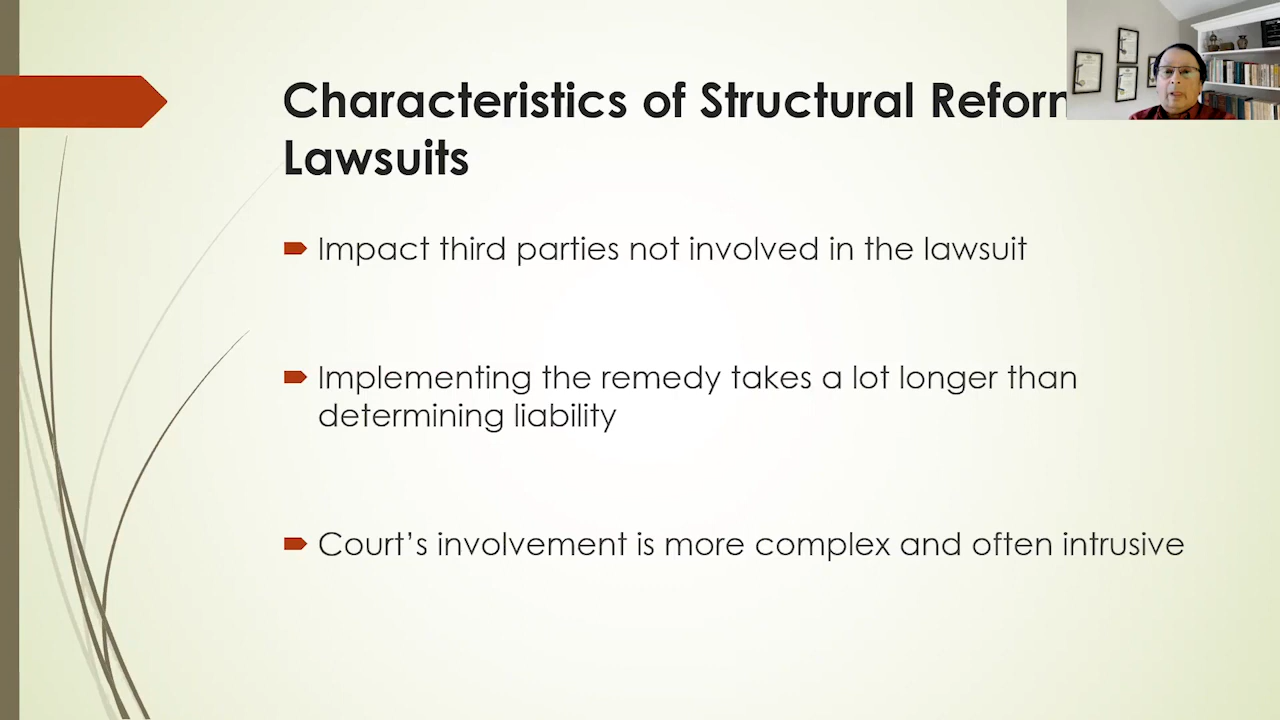 Characteristics of Structural Reform
Lawsuits
Impact third parties not involved in the lawsuit
Implementing the remedy takes a lot longer than
determining liability
Court’s involvement is more complex and often intrusive